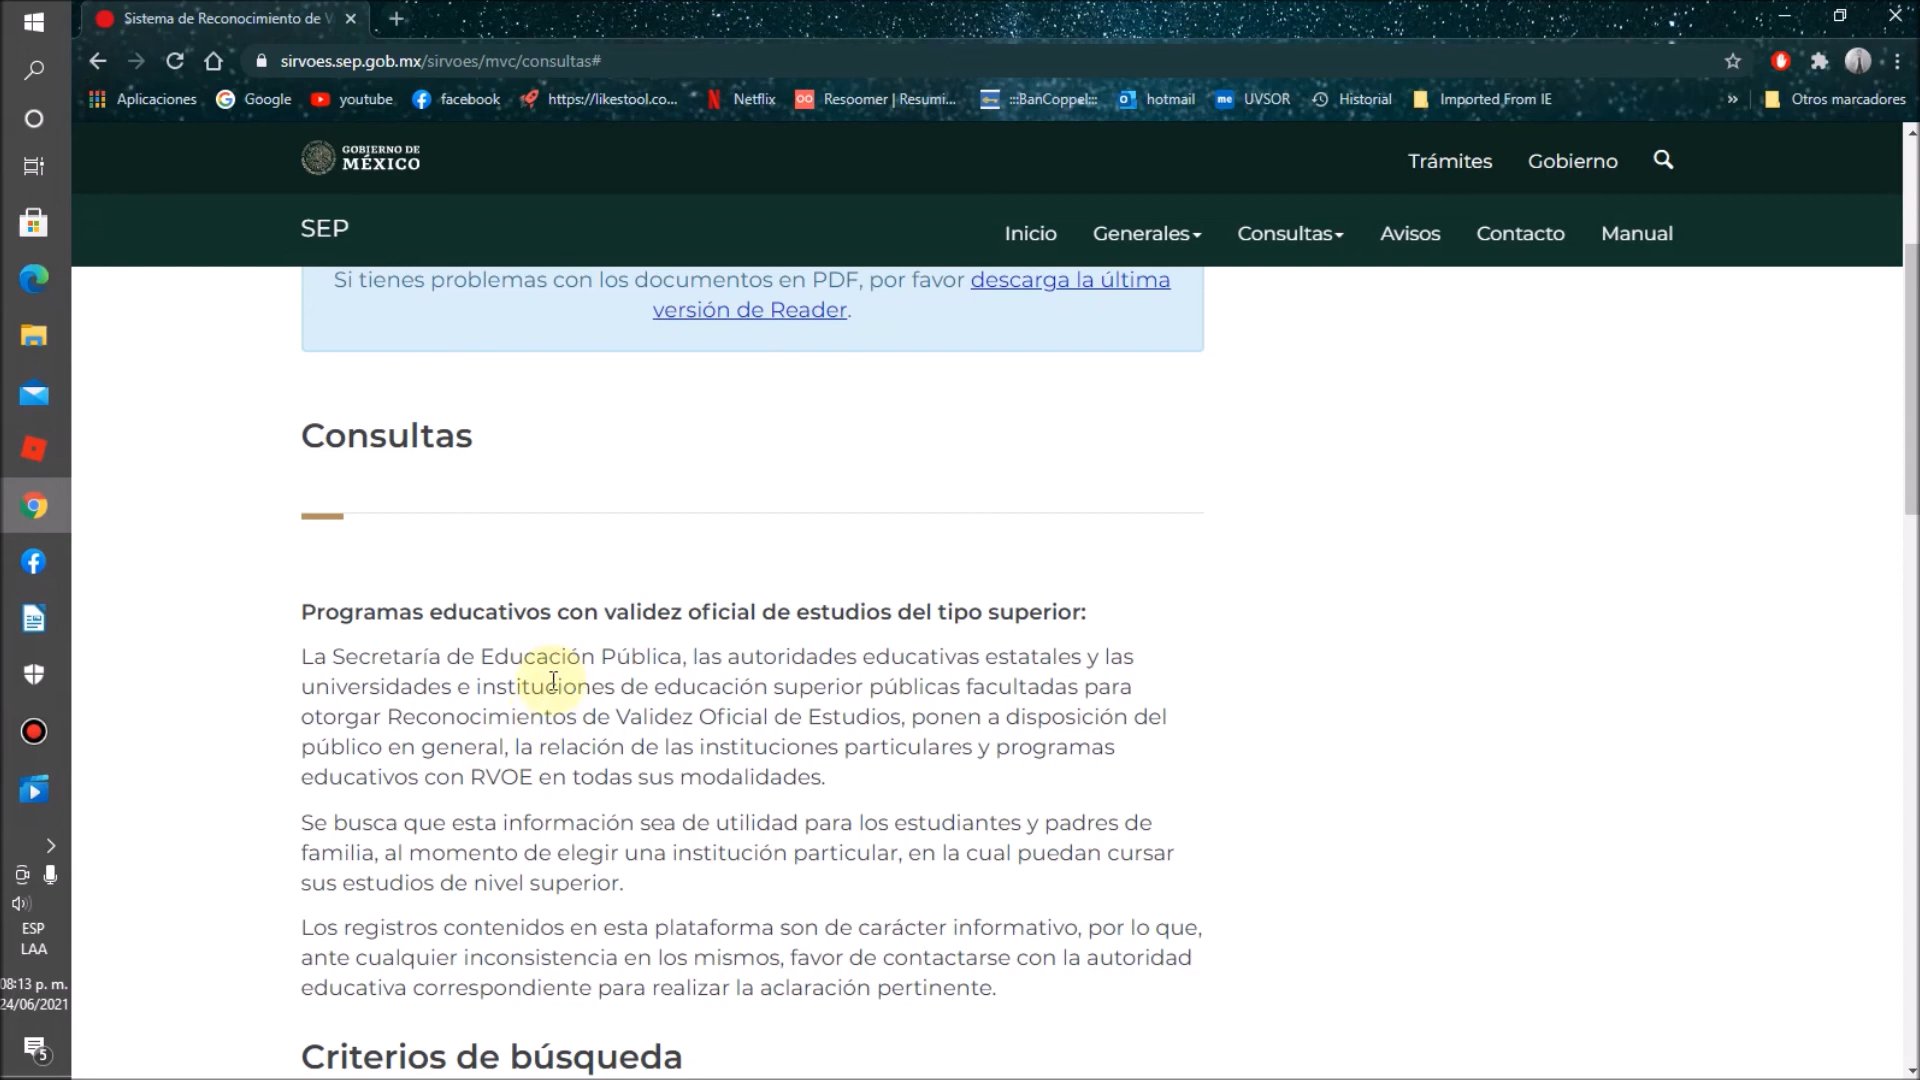 Sistema de Reconocimiento de V
sirvoes.sep.gob.mx/sirvoes/mvc/consultas#
Aplicaciones
Google
youtube
facebook
https://likestool.co...
Netflix
Resoomer | Resumi...
:::BanCoppel:::
hotmail
me
UVSOR
Historial
Imported From IE
»
Otros marcadores
GOBIERNO DE
MÉXICO
Trámites
Gobierno
SEP
Inicio
Generales
Consultas
Avisos
Contacto
Manual
Si tienes problemas con los documentos en PDF, por favor descarga la última
versión de Reader.
Consultas
Programas educativos con validez oficial de estudios del tipo superior:
La Secretaría de Educación Pública, las autoridades educativas estatales y las
universidades e instituciones de educación superior públicas facultadas para
otorgar Reconocimientos de Validez Oficial de Estudios, ponen a disposición del
público en general, la relación de las instituciones particulares y programas
educativos con RVOE en todas sus modalidades.
Se busca que esta información sea de utilidad para los estudiantes y padres de
familia, al momento de elegir una institución particular, en la cual puedan cursar
sus estudios de nivel superior.
Los registros contenidos en esta plataforma son de carácter informativo, por lo que,
ante cualquier inconsistencia en los mismos, favor de contactarse con la autoridad
educativa correspondiente para realizar la aclaración pertinente.
Criterios de búsqueda
ESP
LAA
08:13 p. m.
24/06/2021
5